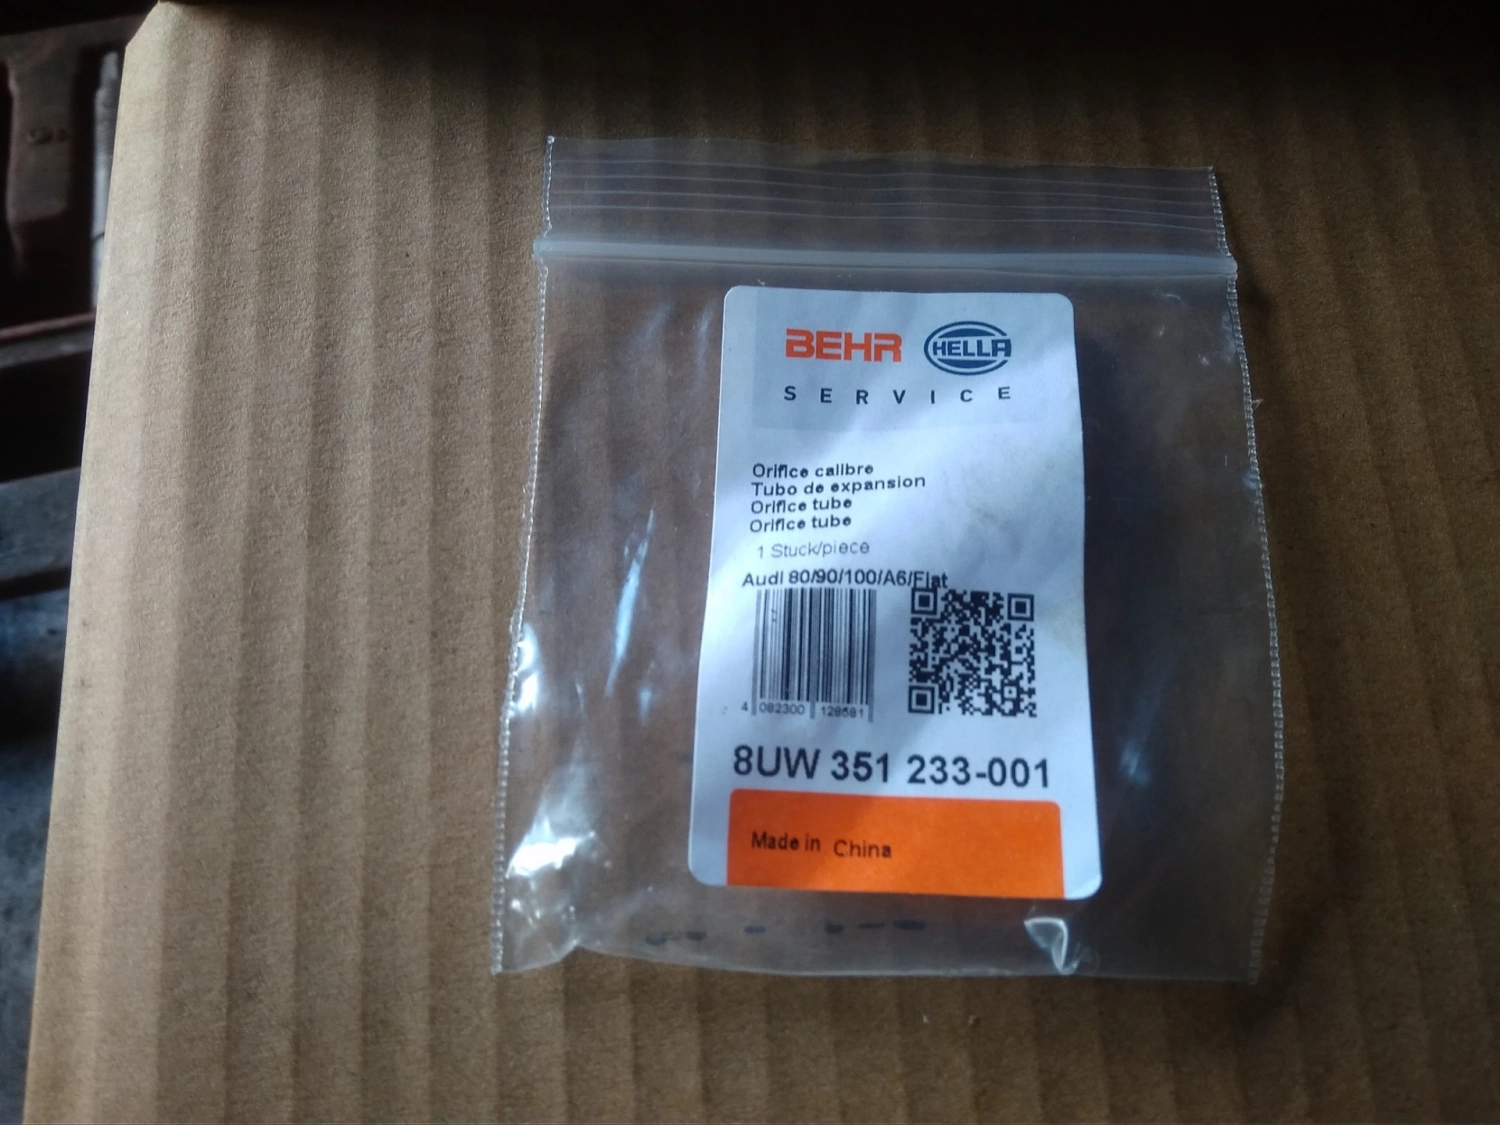 BEHR HELLA
SERVICE
Orifice calibre
Tubo de expansion
Orifice tube
Orifice tube
1 Stuck/piece
Audi 80/90/100/A6/Fiat
4 082300 128581
8UW 351 233-001
Made in China